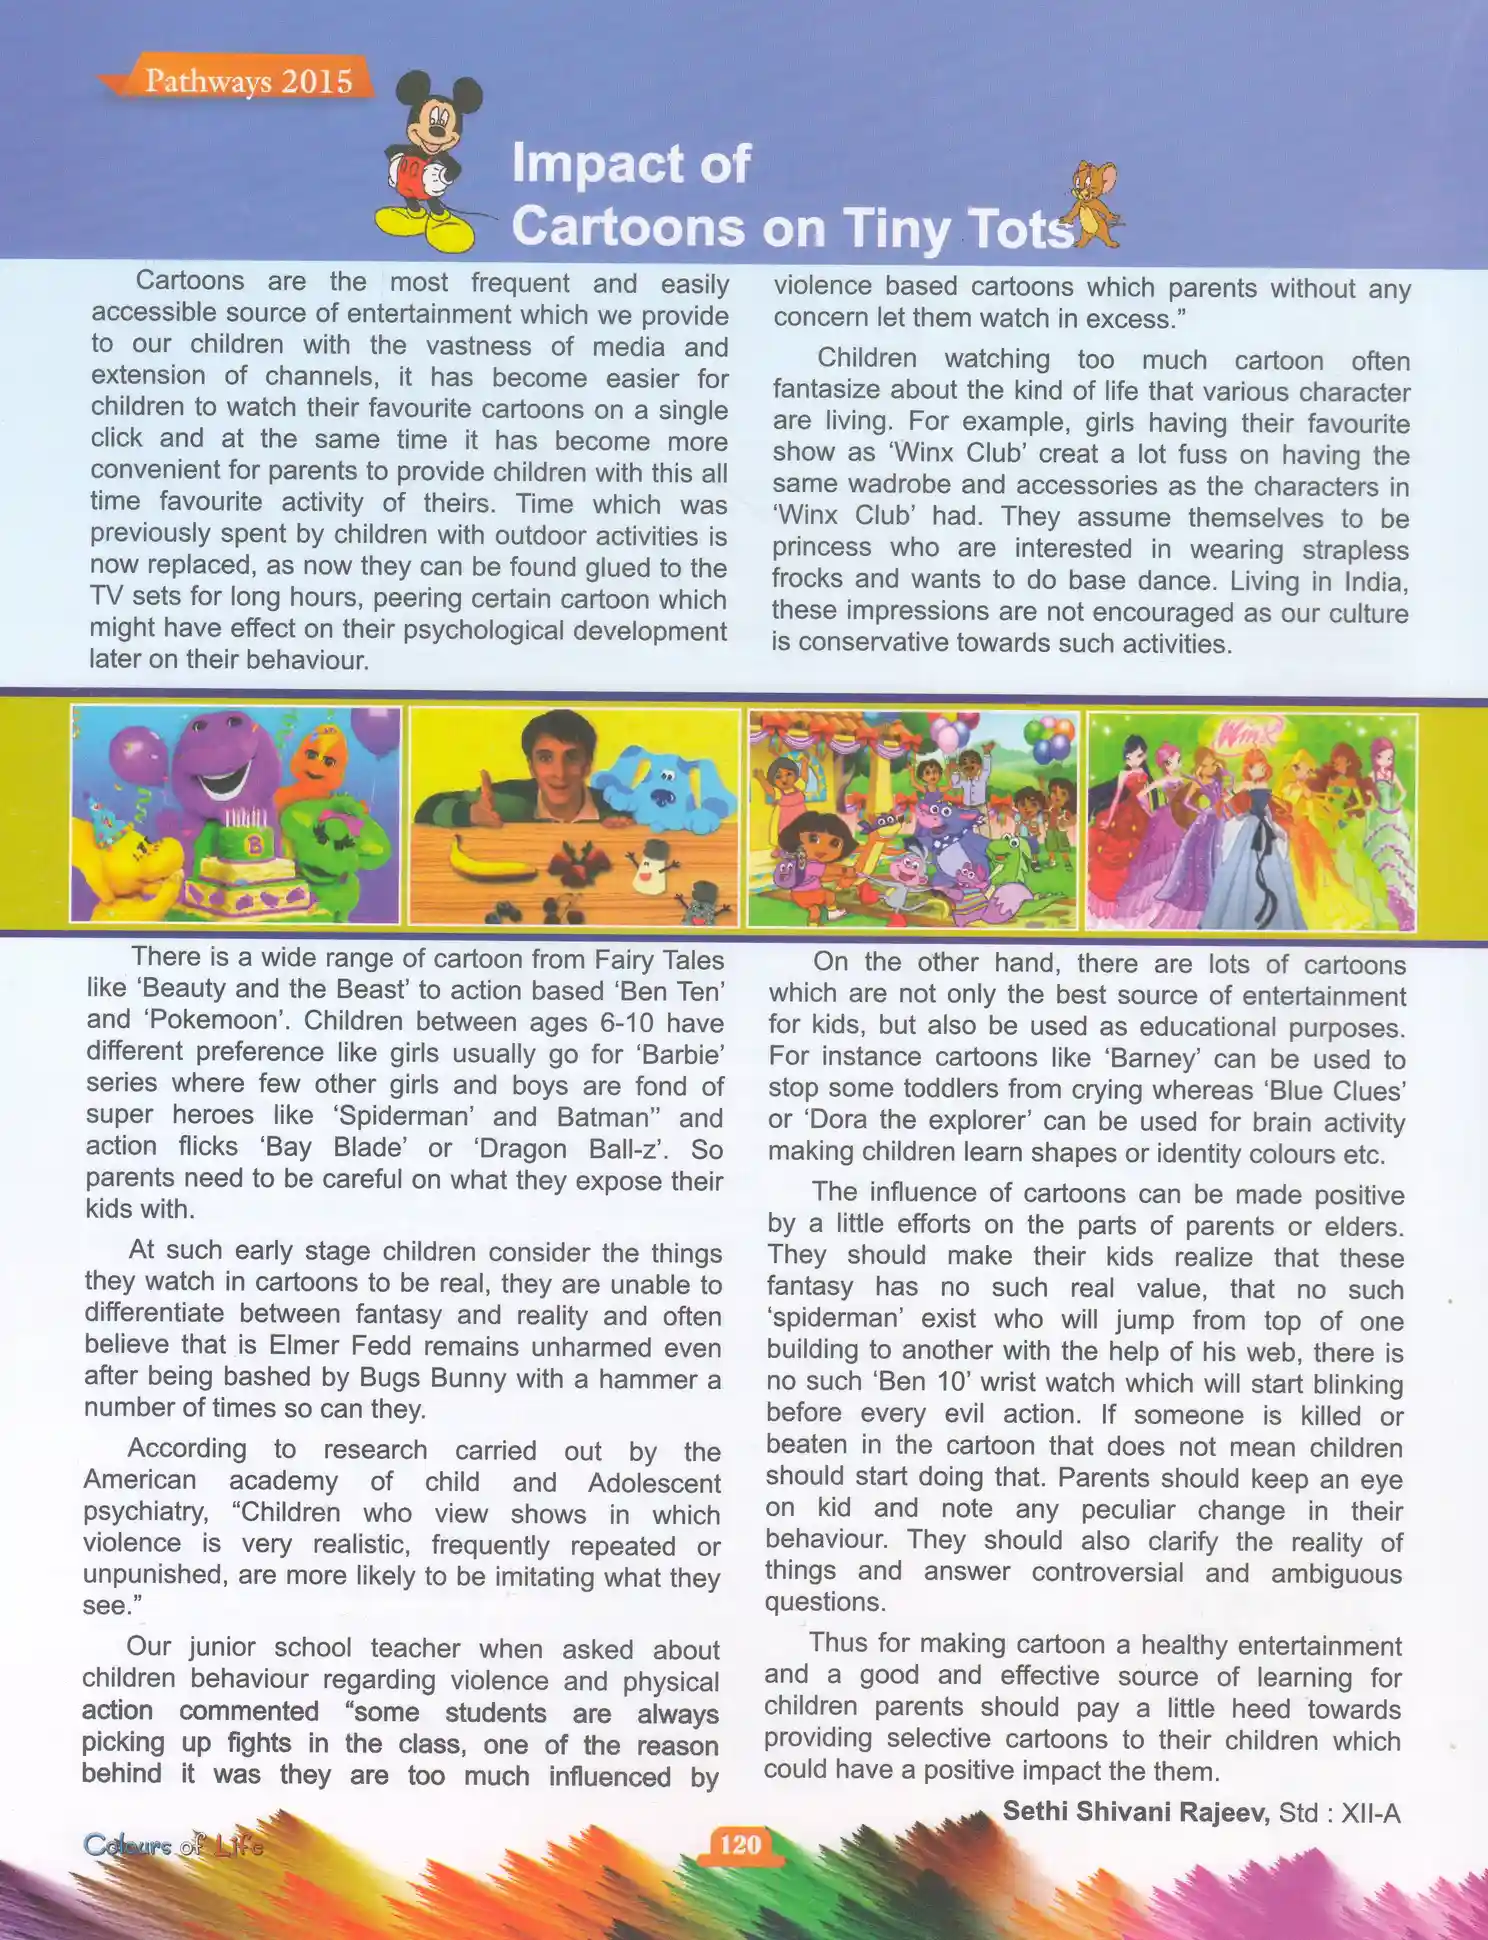 Pathways 2015
Impact of
Cartoons on Tiny Tots
Cartoons are the most frequent and easily
accessible source of entertainment which we provide
to our children with the vastness of media and
extension of channels, it has become easier for
children to watch their favourite cartoons on a single
click and at the same time it has become more
convenient for parents to provide children with this all
time favourite activity of theirs. Time which was
previously spent by children with outdoor activities is
now replaced, as now they can be found glued to the
TV sets for long hours, peering certain cartoon which
might have effect on their psychological development
later on their behaviour.
violence based cartoons which parents without any
concern let them watch in excess.”
Children watching too much cartoon often
fantasize about the kind of life that various character
are living. For example, girls having their favourite
show as ‘Winx Club’ creat a lot fuss on having the
same wadrobe and accessories as the characters in
‘Winx Club’ had. They assume themselves to be
princess who are interested in wearing strapless
frocks and wants to do base dance. Living in India,
these impressions are not encouraged as our culture
is conservative towards such activities.
B
Winx
There is a wide range of cartoon from Fairy Tales
like ‘Beauty and the Beast’ to action based ‘Ben Ten’
and ‘Pokemoon’. Children between ages 6-10 have
different preference like girls usually go for ‘Barbie’
series where few other girls and boys are fond of
super heroes like ‘Spiderman’ and Batman” and
action flicks ‘Bay Blade’ or ‘Dragon Ball-z’. So
parents need to be careful on what they expose their
kids with.
At such early stage children consider the things
they watch in cartoons to be real, they are unable to
differentiate between fantasy and reality and often
believe that is Elmer Fedd remains unharmed even
after being bashed by Bugs Bunny with a hammer a
number of times so can they.
According to research carried out by the
American academy of child and Adolescent
psychiatry, “Children who view shows in which
violence is very realistic, frequently repeated or
unpunished, are more likely to be imitating what they
see.”
Our junior school teacher when asked about
children behaviour regarding violence and physical
action commented “some students are always
picking up fights in the class, one of the reason
behind it was they are too much influenced by
On the other hand, there are lots of cartoons
which are not only the best source of entertainment
for kids, but also be used as educational purposes.
For instance cartoons like ‘Barney’ can be used to
stop some toddlers from crying whereas ‘Blue Clues’
or ‘Dora the explorer’ can be used for brain activity
making children learn shapes or identity colours etc.
The influence of cartoons can be made positive
by a little efforts on the parts of parents or elders.
They should make their kids realize that these
fantasy has no such real value, that no such
‘spiderman’ exist who will jump from top of one
building to another with the help of his web, there is
no such ‘Ben 10’ wrist watch which will start blinking
before every evil action. If someone is killed or
beaten in the cartoon that does not mean children
should start doing that. Parents should keep an eye
on kid and note any peculiar change in their
behaviour. They should also clarify the reality of
things and answer controversial and ambiguous
questions.
Thus for making cartoon a healthy entertainment
and a good and effective source of learning for
children parents should pay a little heed towards
providing selective cartoons to their children which
could have a positive impact the them.
Sethi Shivani Rajeev, Std : XII-A
Colours of Life
120